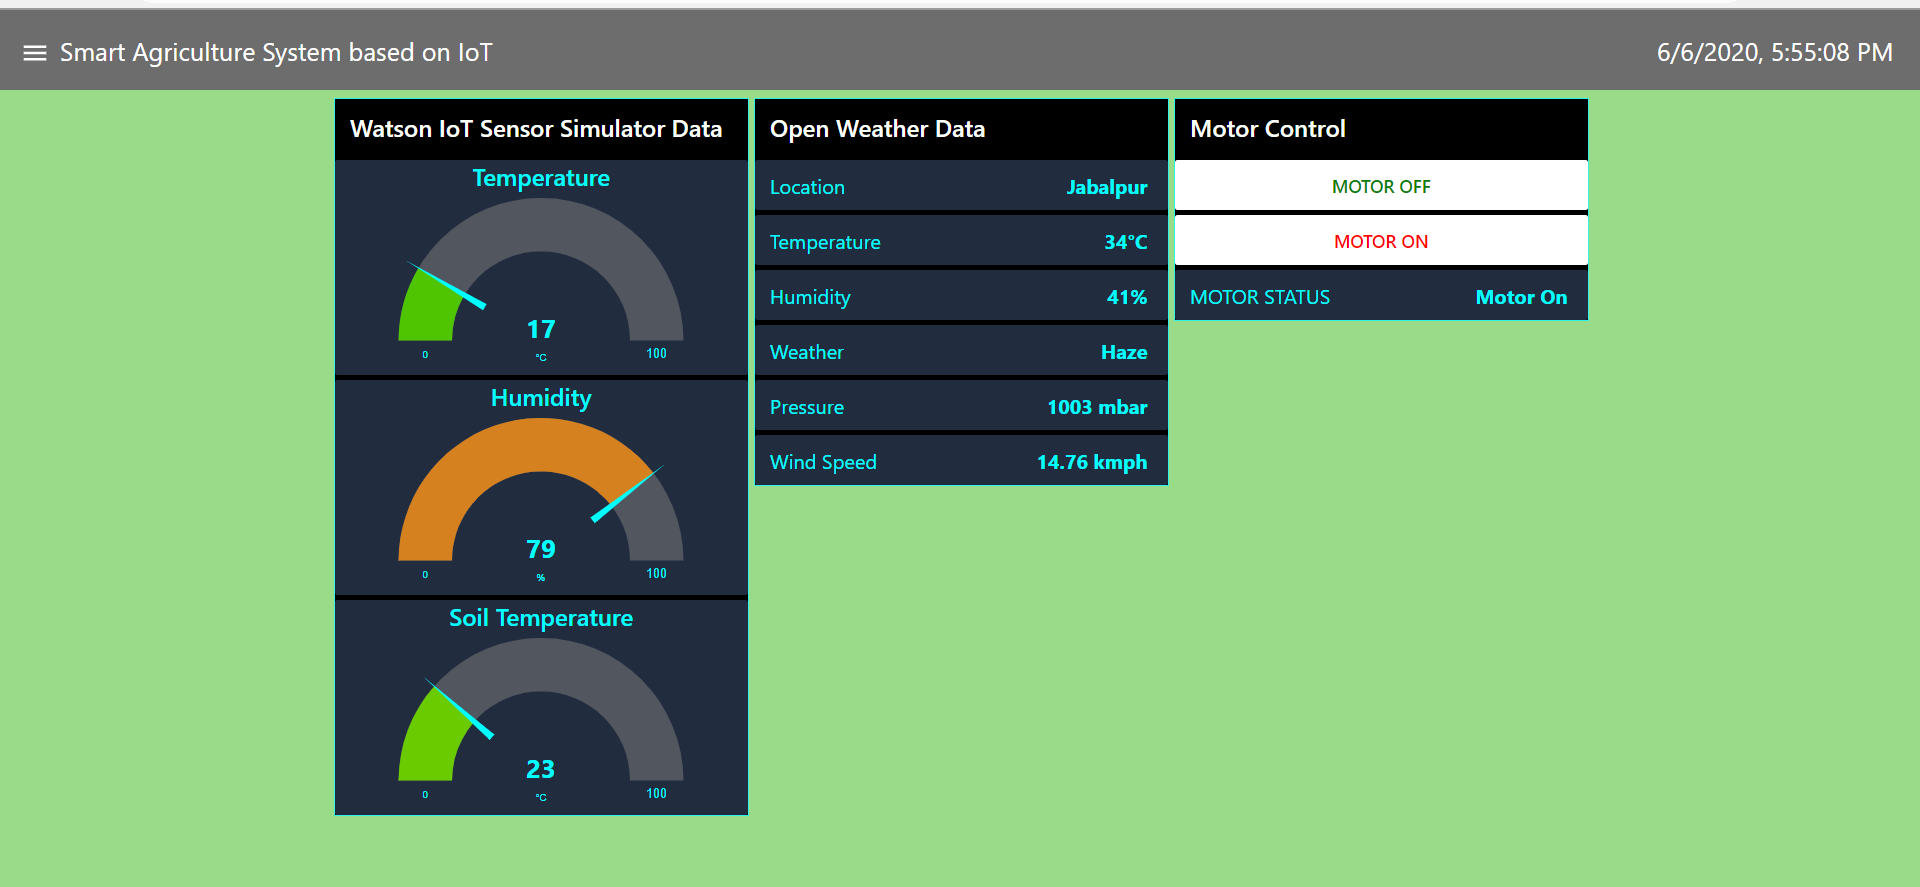 Smart Agriculture System based on IoT
6/6/2020, 5:55:08 PM
Watson IoT Sensor Simulator Data
Temperature
17
°C
0
100
Humidity
79
%
0
100
Soil Temperature
23
°C
0
100
Open Weather Data
Location Jabalpur
Temperature 34°C
Humidity 41%
Weather Haze
Pressure 1003 mbar
Wind Speed 14.76 kmph
Motor Control
MOTOR OFF
MOTOR ON
MOTOR STATUS Motor On